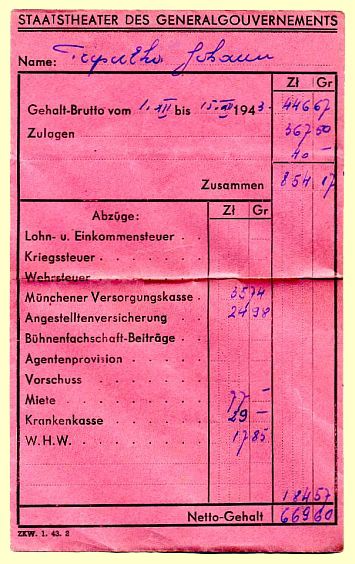 STAATSTHEATER DES GENERALGOUVERNEMENTS
Name: Johann
Zł Gr
Gehalt-Brutto vom 1. XII bis 15. XII 1943. 446 67
Zulagen 367 50
40 –
Zusammen 854 17
Abzüge: Zł Gr
Lohn- u. Einkommensteuer
Kriegssteuer
Wehrsteuer
Münchener Versorgungskasse 35 74
Angestelltenversicherung 24 98
Bühnenfachschaft-Beiträge
Agentenprovision
Vorschuss
Miete 77 –
Krankenkasse 29 –
W.H.W. 17 85
184 57
Netto-Gehalt 669 60
ZKW. 1. 43. 2